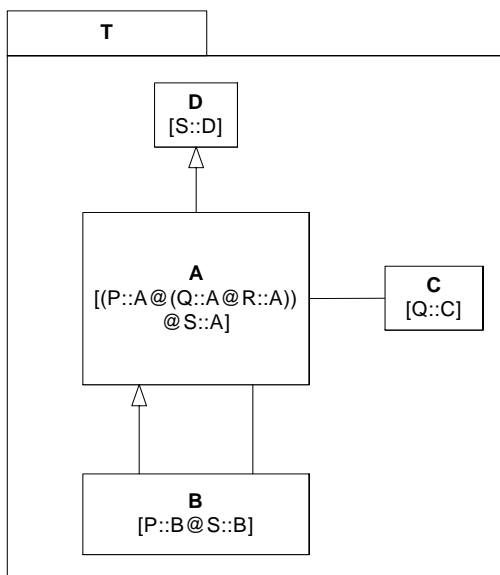 T
D
[S::D]
A
[(P::A@(Q::A@R::A))
@S::A]
C
[Q::C]
B
[P::B@S::B]